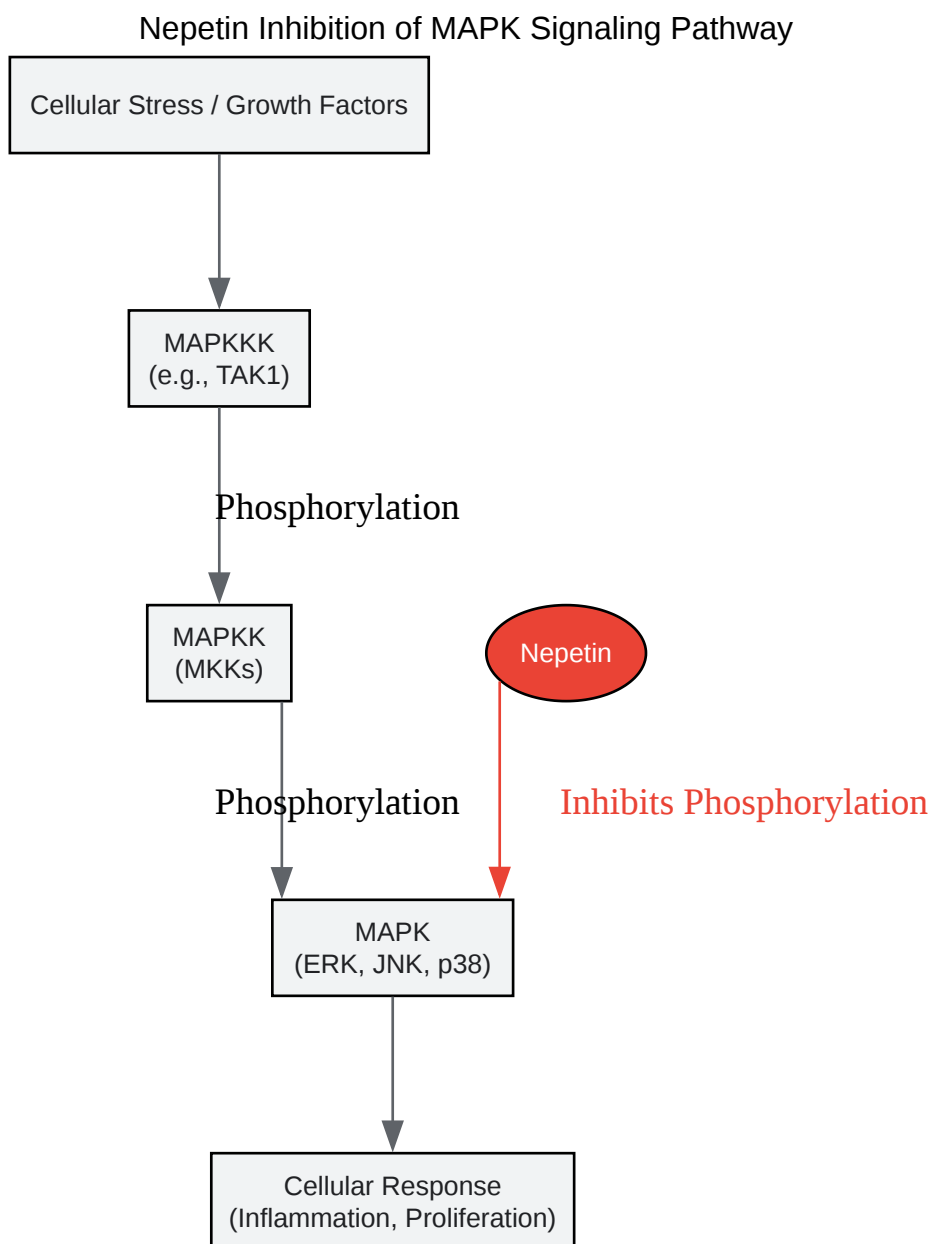 Nepetin Inhibition of MAPK Signaling Pathway
Cellular Stress / Growth Factors
MAPKKK
(e.g., TAK1)
Phosphorylation
MAPKK
(MKKs)
Nepetin
Phosphorylation
Inhibits Phosphorylation
MAPK
(ERK, JNK, p38)
Cellular Response
(Inflammation, Proliferation)